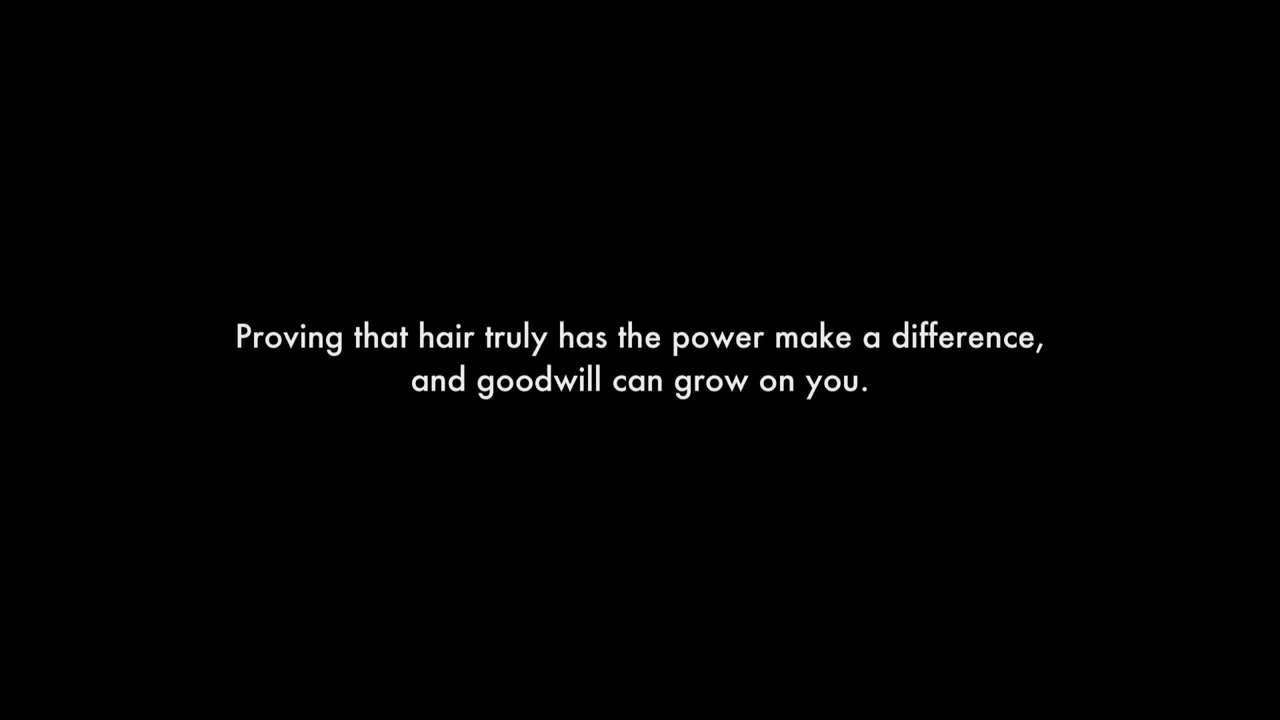 Proving that hair truly has the power make a difference,
and goodwill can grow on you.